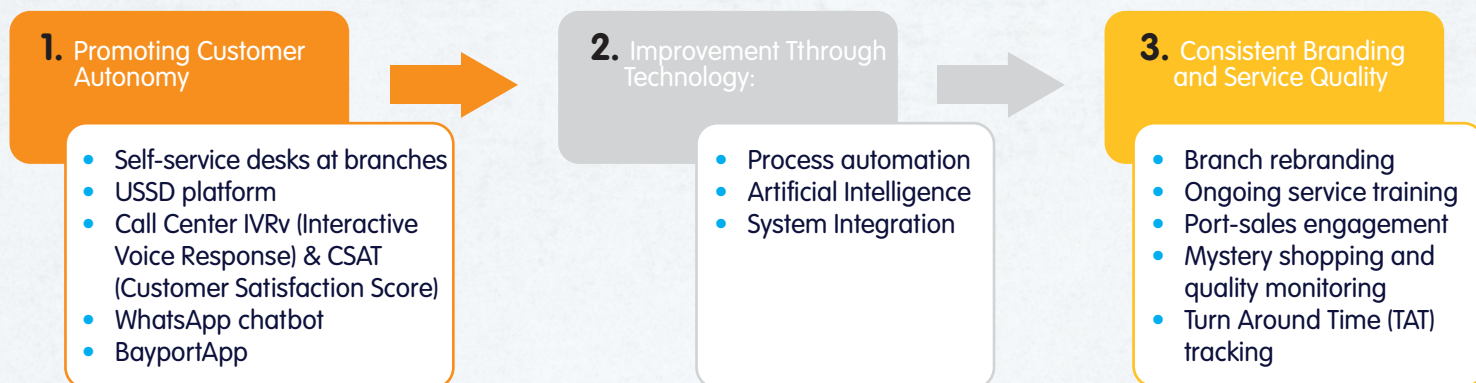 1. Promoting Customer
Autonomy
• Self-service desks at branches
• USSD platform
• Call Center IVRv (Interactive
Voice Response) & CSAT
(Customer Satisfaction Score)
• WhatsApp chatbot
• BayportApp
2. Improvement Tthrough
Technology:
• Process automation
• Artificial Intelligence
• System Integration
3. Consistent Branding
and Service Quality
• Branch rebranding
• Ongoing service training
• Port-sales engagement
• Mystery shopping and
quality monitoring
• Turn Around Time (TAT)
tracking